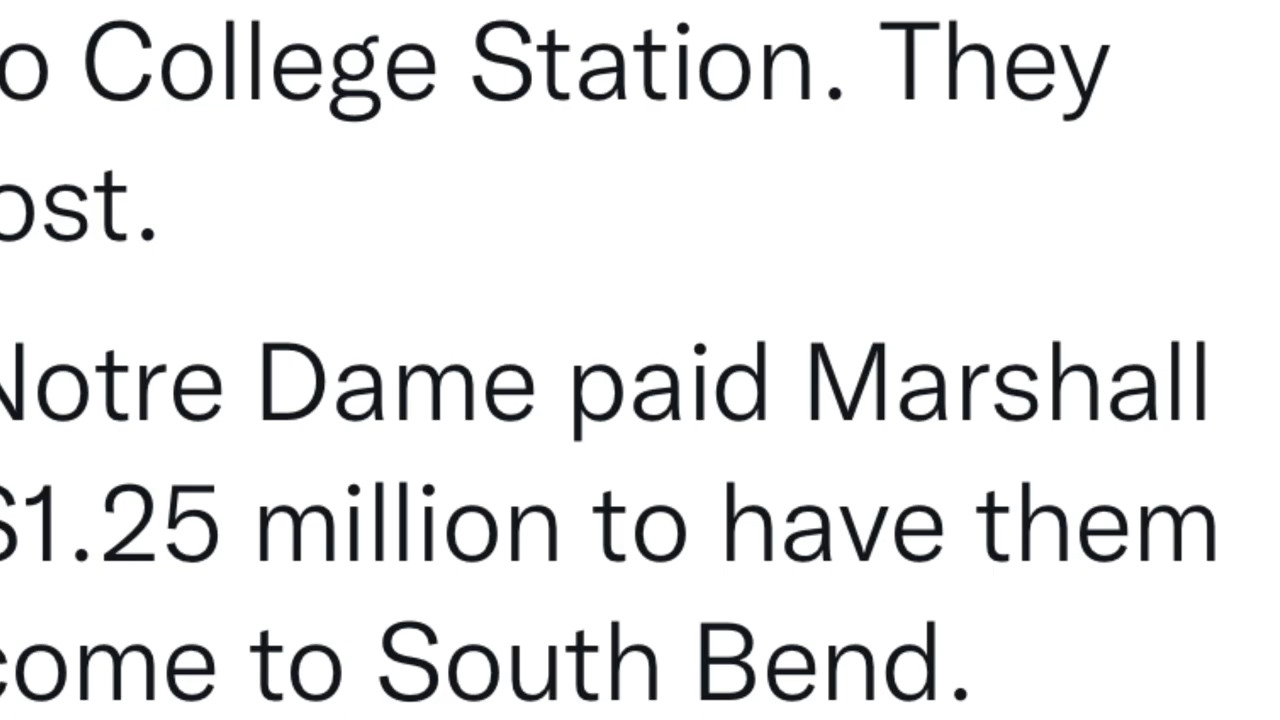 o College Station. They
ost.
Notre Dame paid Marshall
$1.25 million to have them
come to South Bend.